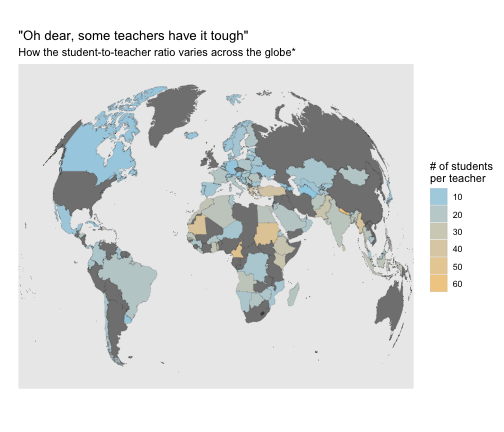 "Oh dear, some teachers have it tough"
How the student-to-teacher ratio varies across the globe*
# of students
per teacher
10
20
30
40
50
60